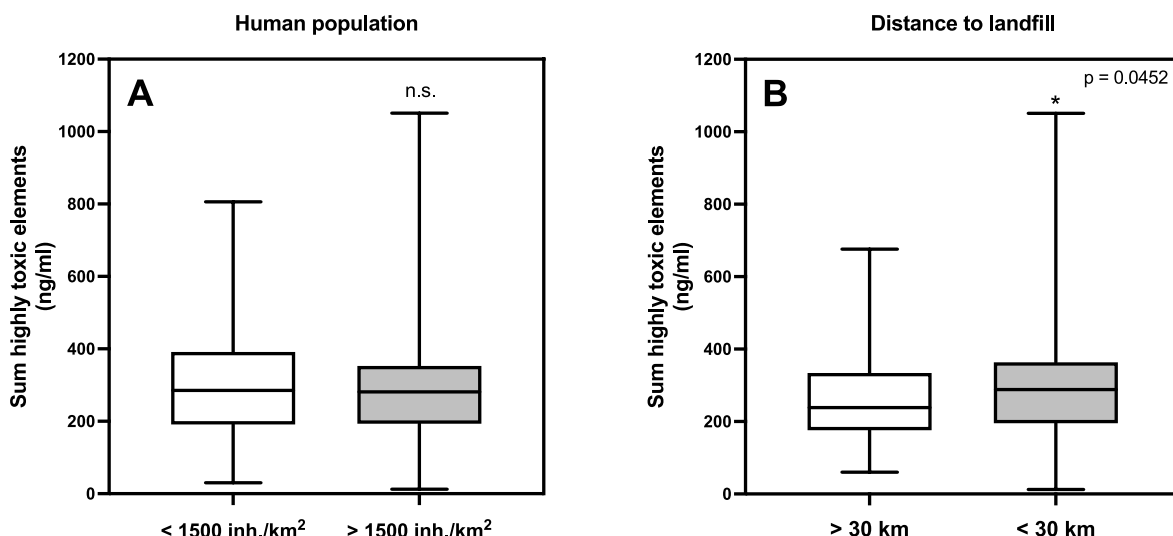 Human population
A
n.s.
1200
1000
800
600
400
200
0
Sum highly toxic elements
(ng/ml)
< 1500 inh./km²
> 1500 inh./km²
Distance to landfill
B
p = 0.0452
*
1200
1000
800
600
400
200
0
Sum highly toxic elements
(ng/ml)
> 30 km
< 30 km